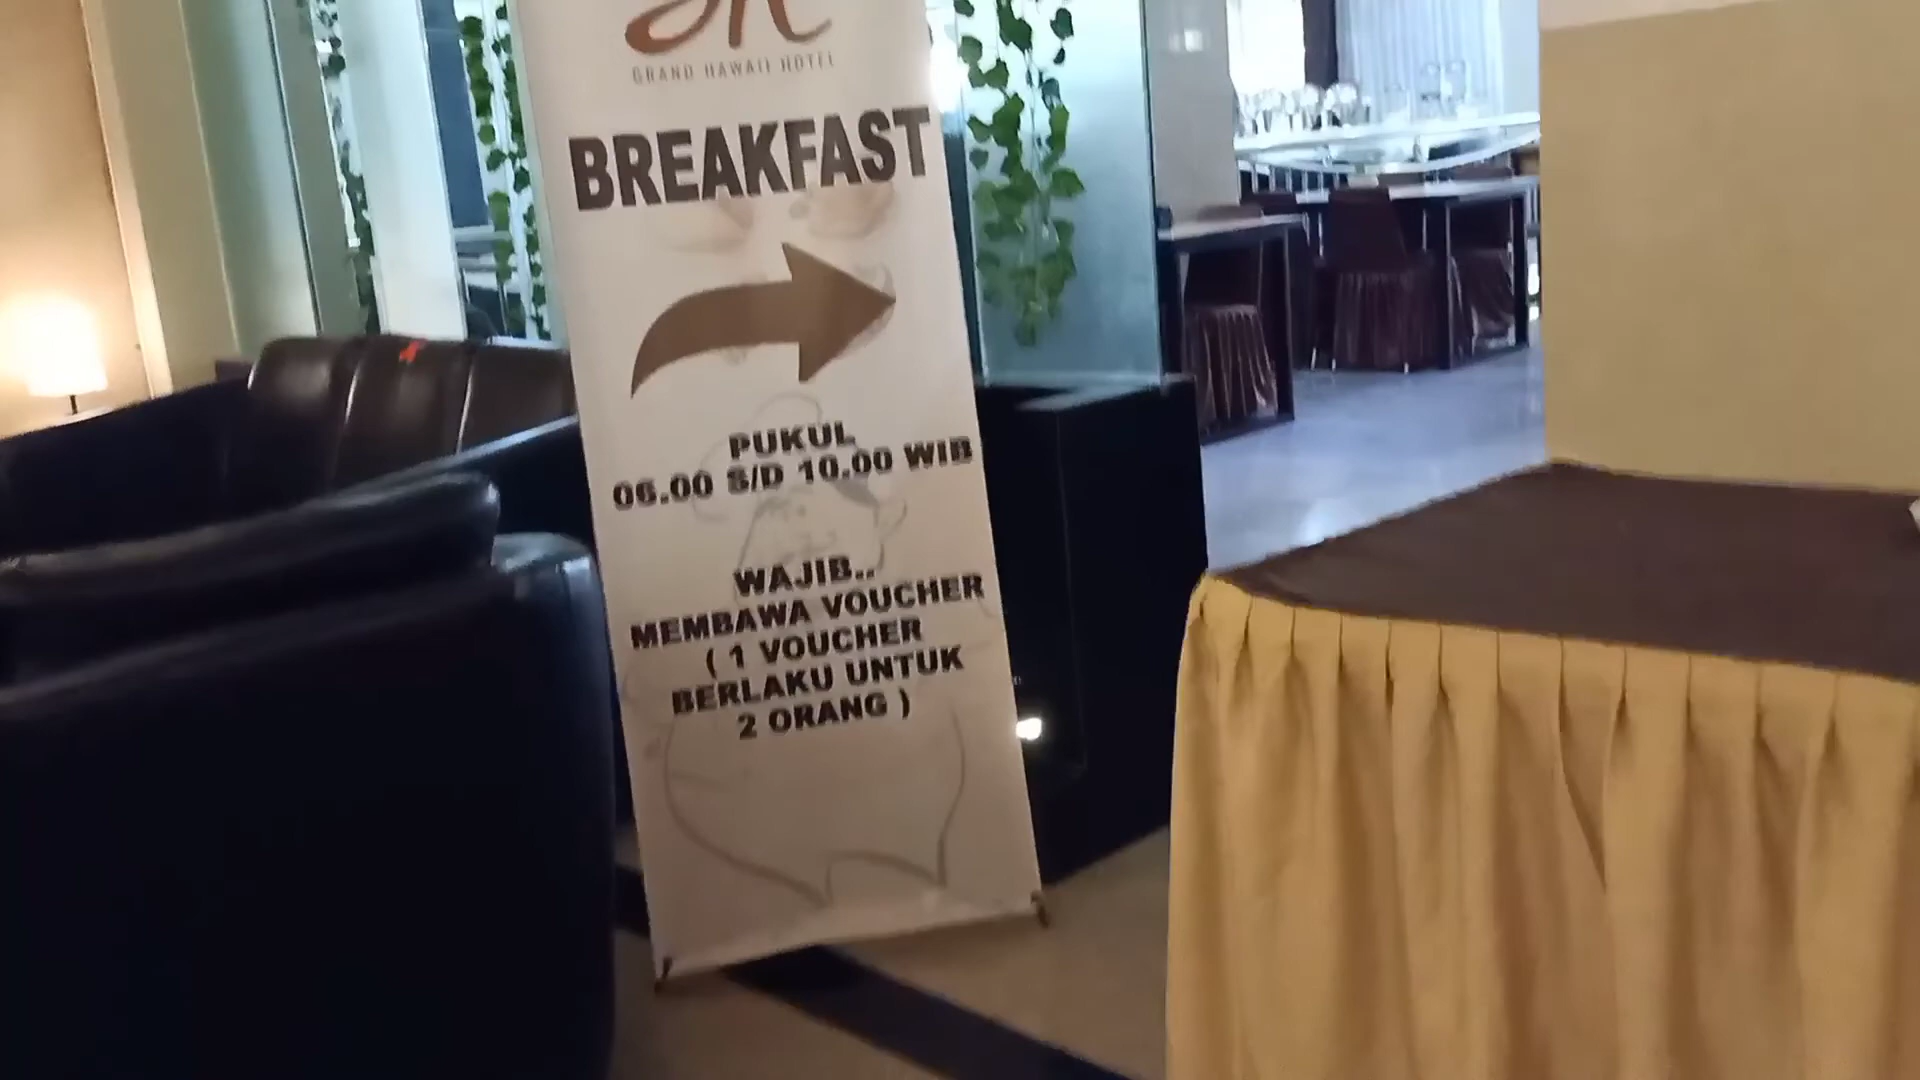 GRAND HAWAII HOTEL
BREAKFAST
PUKUL
06.00 S/D 10.00 WIB
WAJIB..
MEMBAWA VOUCHER
( 1 VOUCHER
BERLAKU UNTUK
2 ORANG )